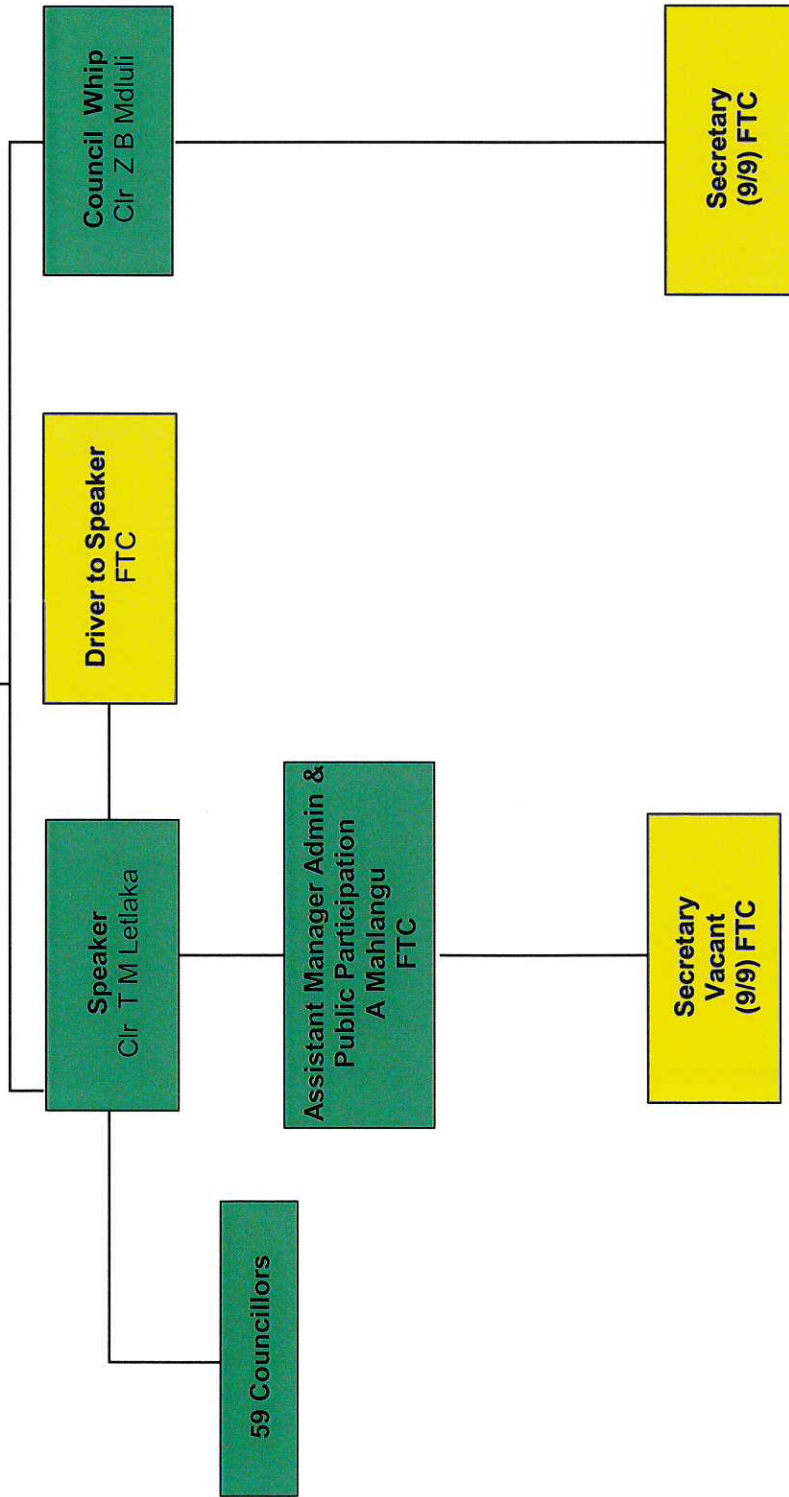 Speaker
Clr T M Letlaka
Driver to Speaker
FTC
Council Whip
Clr Z B Mdluli
59 Councillors
Assistant Manager Admin &
Public Participation
A Mahlangu
FTC
Secretary
Vacant
(9/9) FTC
Secretary
(9/9) FTC